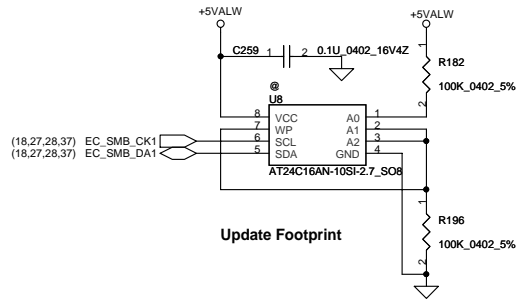 +5VALW
+5VALW
C259 1 2 0.1U_0402_16V4Z
1
R182
100K_0402_5%
2
@
U8
8 VCC A0 1
7 WP A1 2
6 SCL A2 3
5 SDA GND 4
(18,27,28,37) EC_SMB_CK1
(18,27,28,37) EC_SMB_DA1
AT24C16AN-10SI-2.7_SO8
1
R196
100K_0402_5%
2
Update Footprint